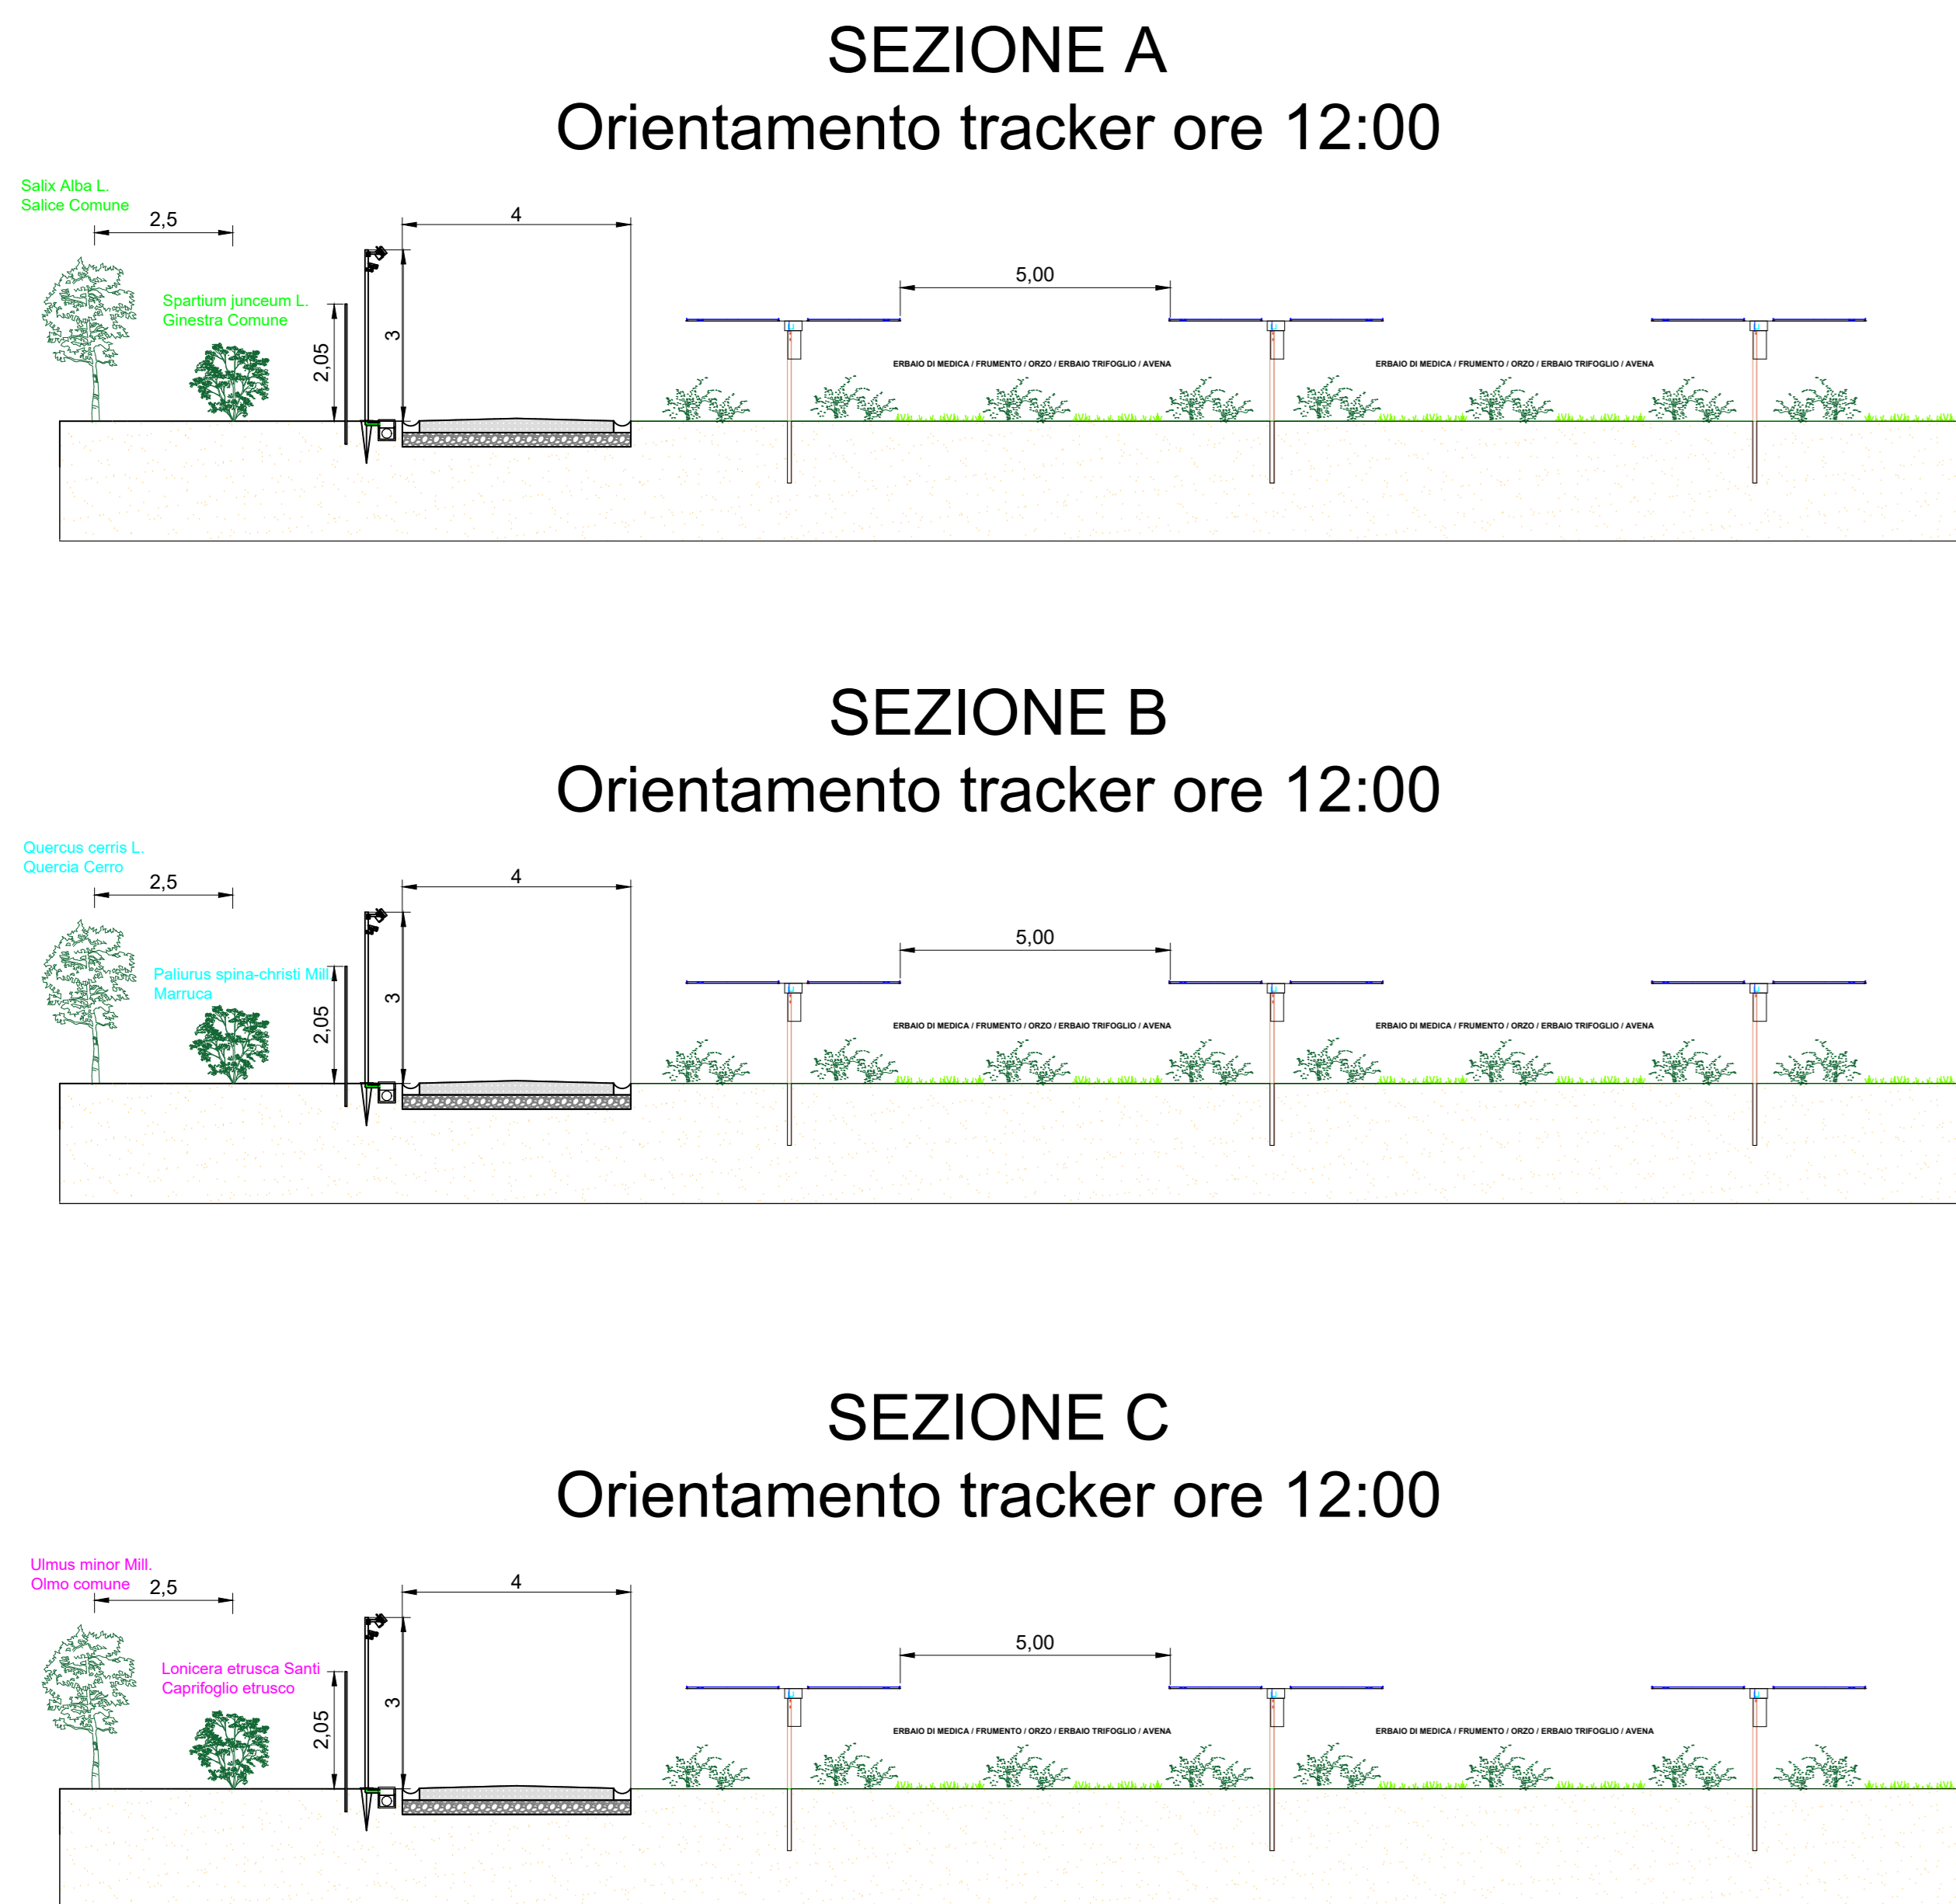 SEZIONE A
Orientamento tracker ore 12:00
Salix Alba L.
Salice Comune
2,5
4
Spartium junceum L.
Ginestra Comune
2,05
3
5,00
ERBAIO DI MEDICA / FRUMENTO / ORZO / ERBAIO TRIFOGLIO / AVENA
ERBAIO DI MEDICA / FRUMENTO / ORZO / ERBAIO TRIFOGLIO / AVENA
SEZIONE B
Orientamento tracker ore 12:00
Quercus cerris L.
Quercia Cerro
2,5
4
Paliurus spina-christi Mill.
Marruca
2,05
3
5,00
ERBAIO DI MEDICA / FRUMENTO / ORZO / ERBAIO TRIFOGLIO / AVENA
ERBAIO DI MEDICA / FRUMENTO / ORZO / ERBAIO TRIFOGLIO / AVENA
SEZIONE C
Orientamento tracker ore 12:00
Ulmus minor Mill.
Olmo comune
2,5
4
Lonicera etrusca Santi
Caprifoglio etrusco
2,05
3
5,00
ERBAIO DI MEDICA / FRUMENTO / ORZO / ERBAIO TRIFOGLIO / AVENA
ERBAIO DI MEDICA / FRUMENTO / ORZO / ERBAIO TRIFOGLIO / AVENA